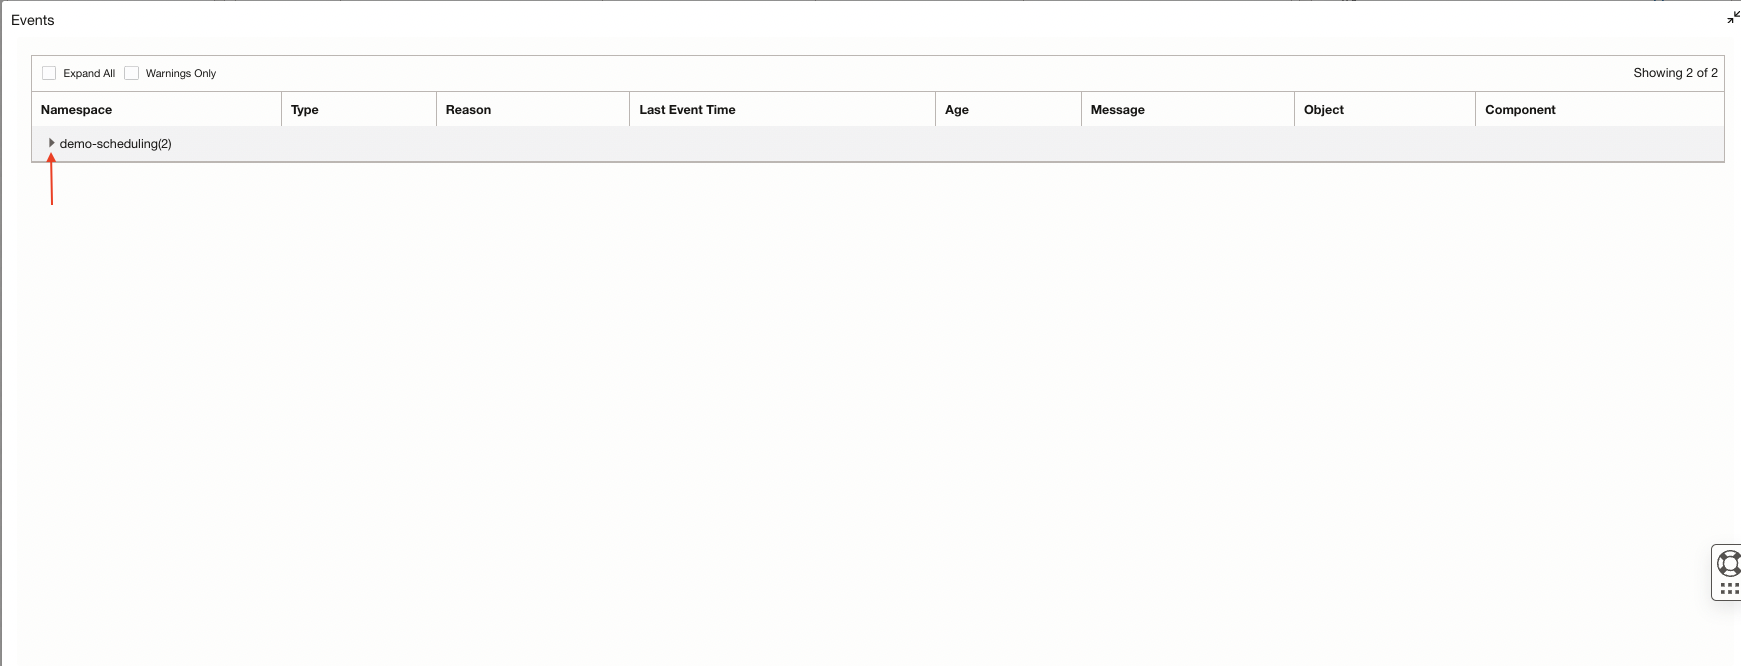 Events
Expand All Warnings Only Showing 2 of 2
Namespace Type Reason Last Event Time Age Message Object Component
demo-scheduling(2)